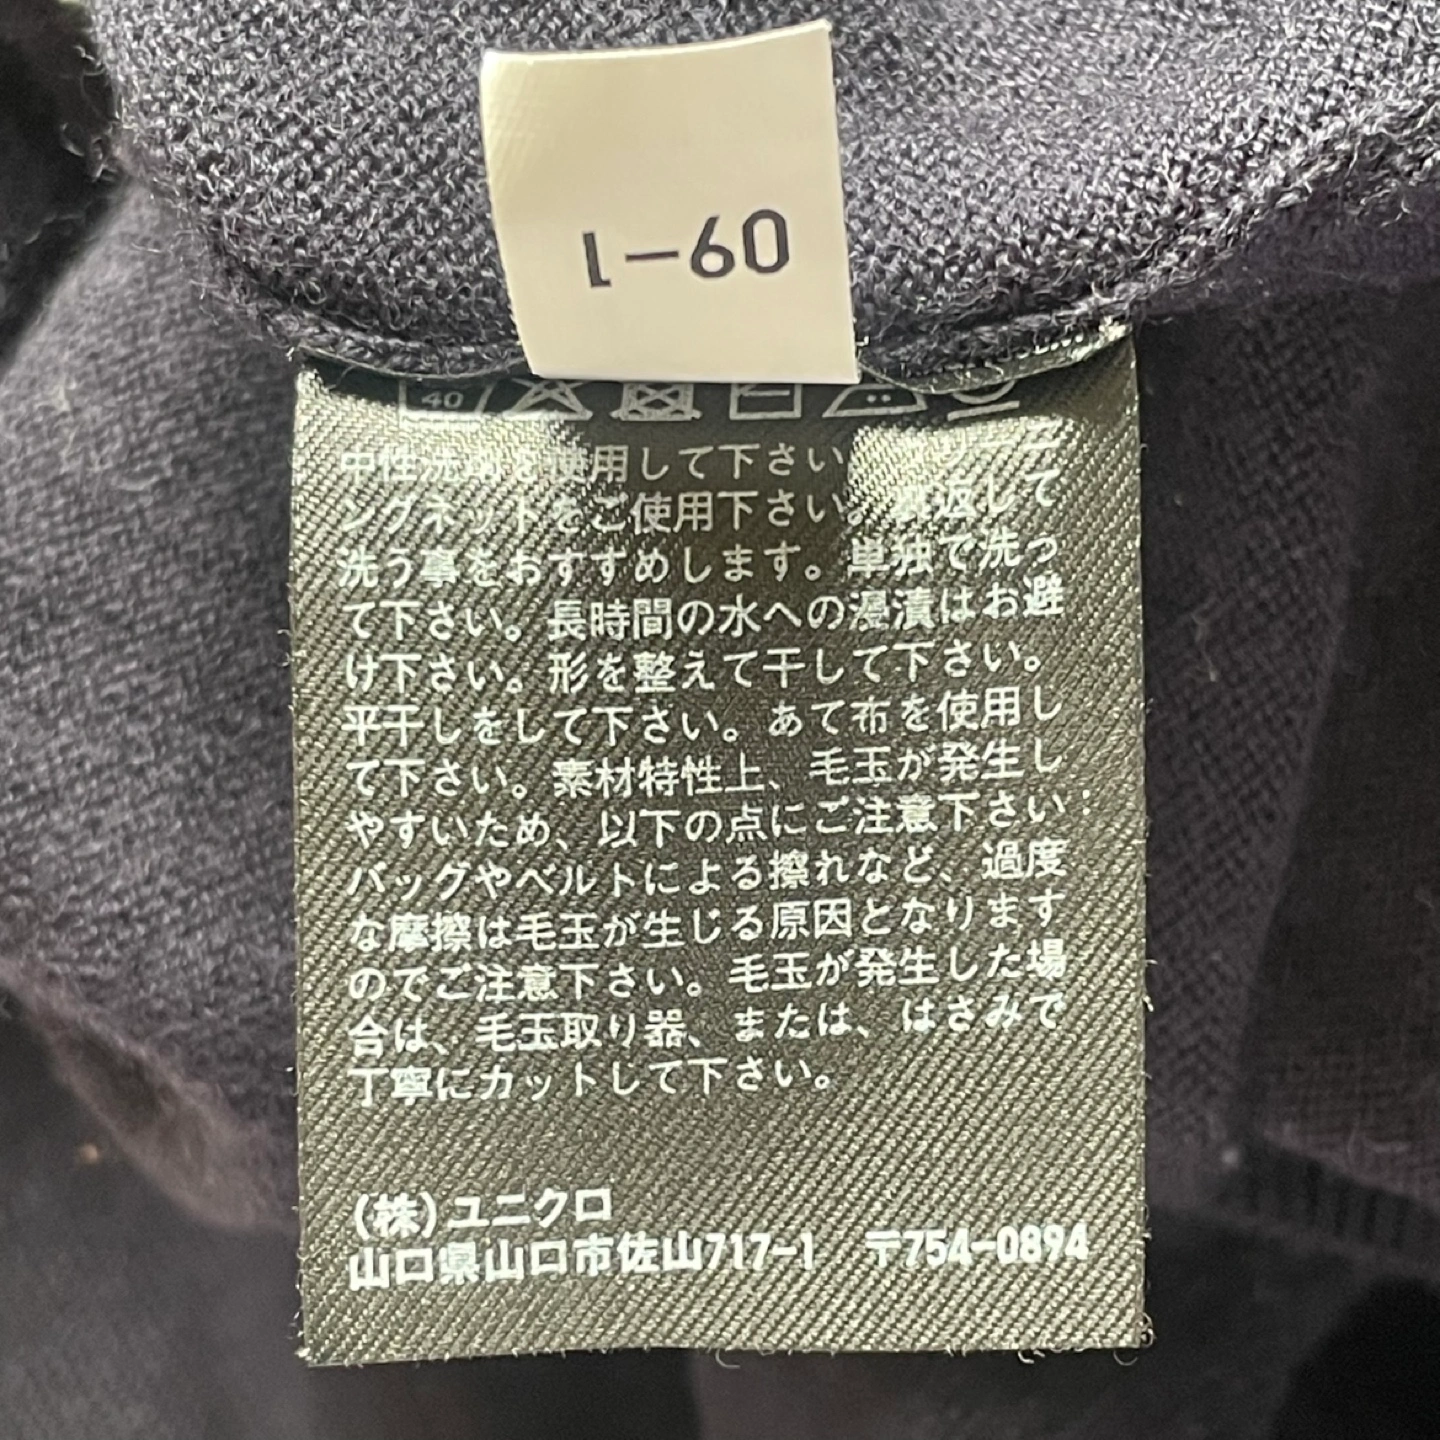 09-1
40
中性洗剤を使用して下さい。クリーニ
ングネットをご使用下さい。裏返して
洗う事をおすすめします。単独で洗っ
て下さい。長時間の水への浸漬はお避
け下さい。形を整えて干して下さい。
平干しをして下さい。あて布を使用し
て下さい。素材特性上、毛玉が発生し
やすいため、以下の点にご注意下さい：
バッグやベルトによる擦れなど、過度
な摩擦は毛玉が生じる原因となります
のでご注意下さい。毛玉が発生した場
合は、毛玉取り器、または、はさみで
丁寧にカットして下さい。
(株)ユニクロ
山口県山口市佐山717-1 〒754-0894